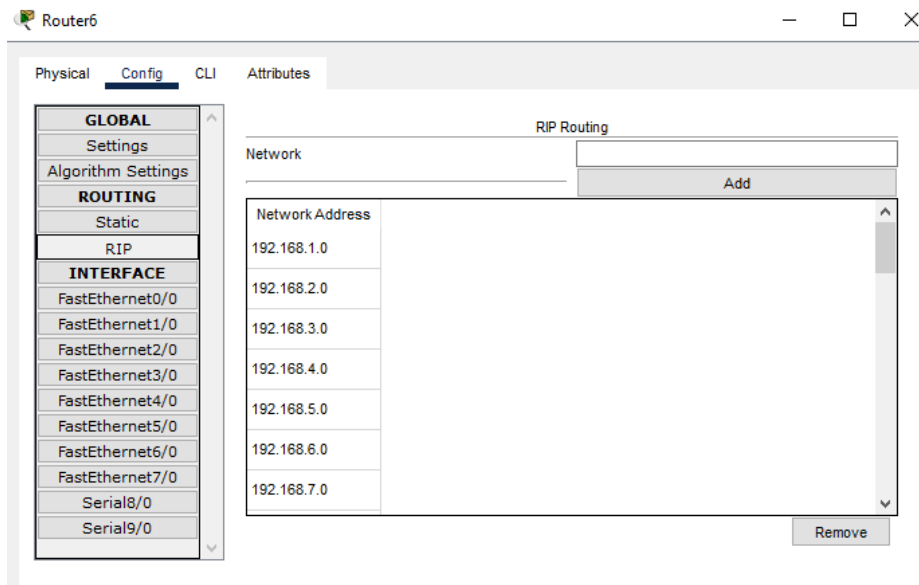 Router6
Physical Config CLI Attributes
GLOBAL
Settings
Algorithm Settings
ROUTING
Static
RIP
INTERFACE
FastEthernet0/0
FastEthernet1/0
FastEthernet2/0
FastEthernet3/0
FastEthernet4/0
FastEthernet5/0
FastEthernet6/0
FastEthernet7/0
Serial8/0
Serial9/0
RIP Routing
Network
Add
Network Address
192.168.1.0
192.168.2.0
192.168.3.0
192.168.4.0
192.168.5.0
192.168.6.0
192.168.7.0
Remove